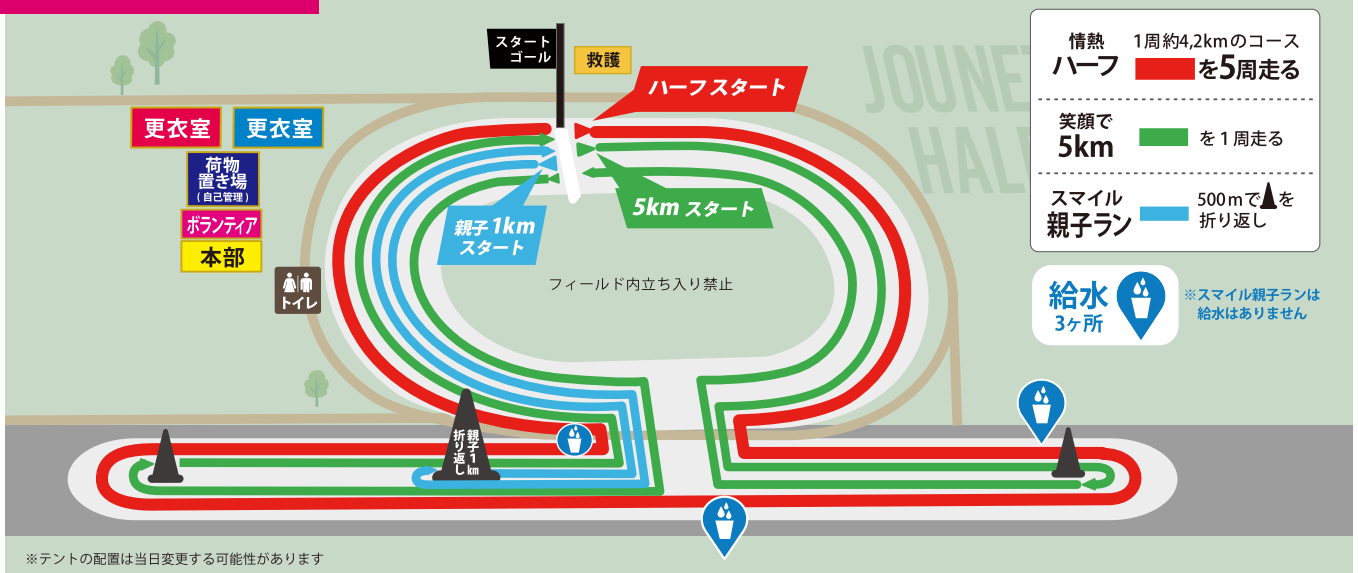 スタート
ゴール
救護
ハーフ スタート
更衣室
更衣室
荷物
置き場
(自己管理)
ボランティア
本部
トイレ
親子 1km
スタート
5km スタート
フィールド内立ち入り禁止
親子1km
折り返し
JOUNE
HAL
情熱
ハーフ
1周約4,2kmのコース
を5周走る
笑顔で
5km
を1周走る
スマイル
親子ラン
500mで を
折り返し
給水
3ヶ所
※スマイル親子ランは
給水はありません
※テントの配置は当日変更する可能性があります